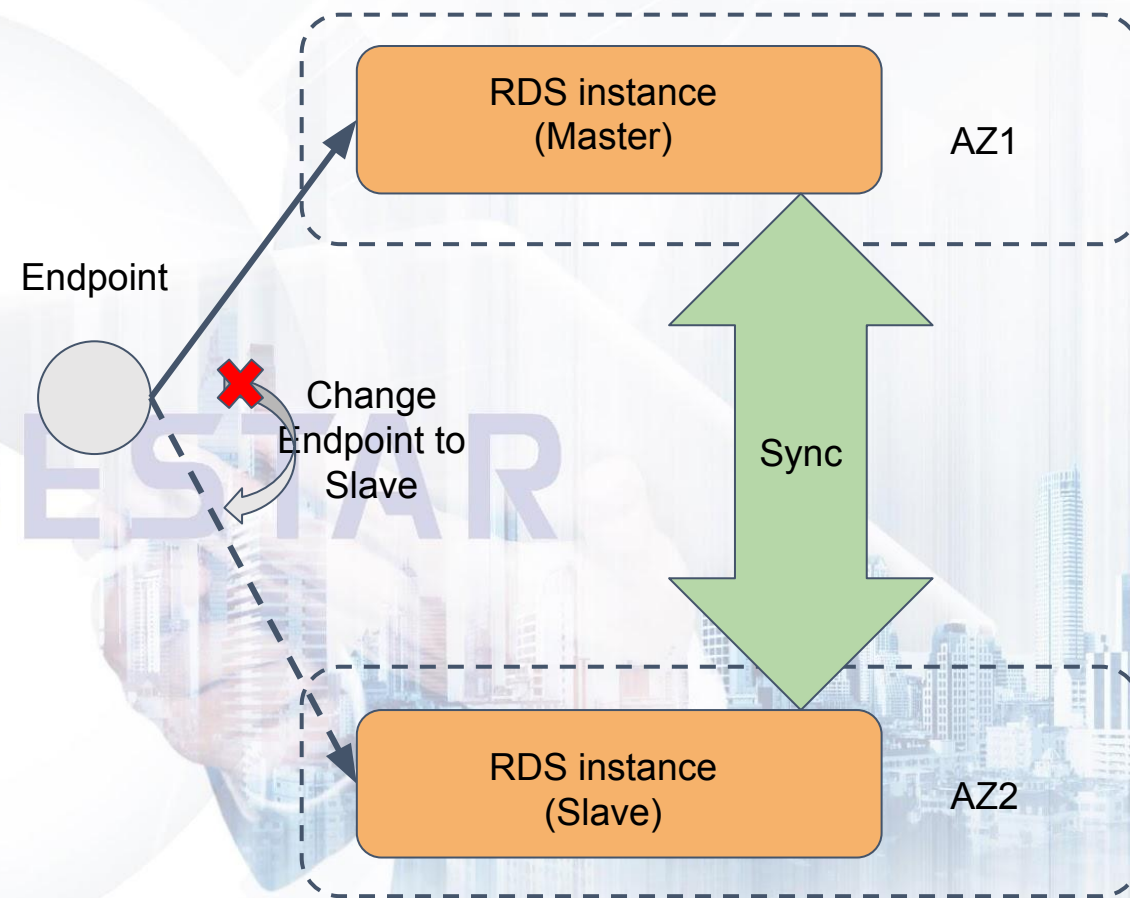 RDS instance
(Master)
AZ1
Endpoint
Change
Endpoint to
Slave
Sync
ESTAR
RDS instance
(Slave)
AZ2